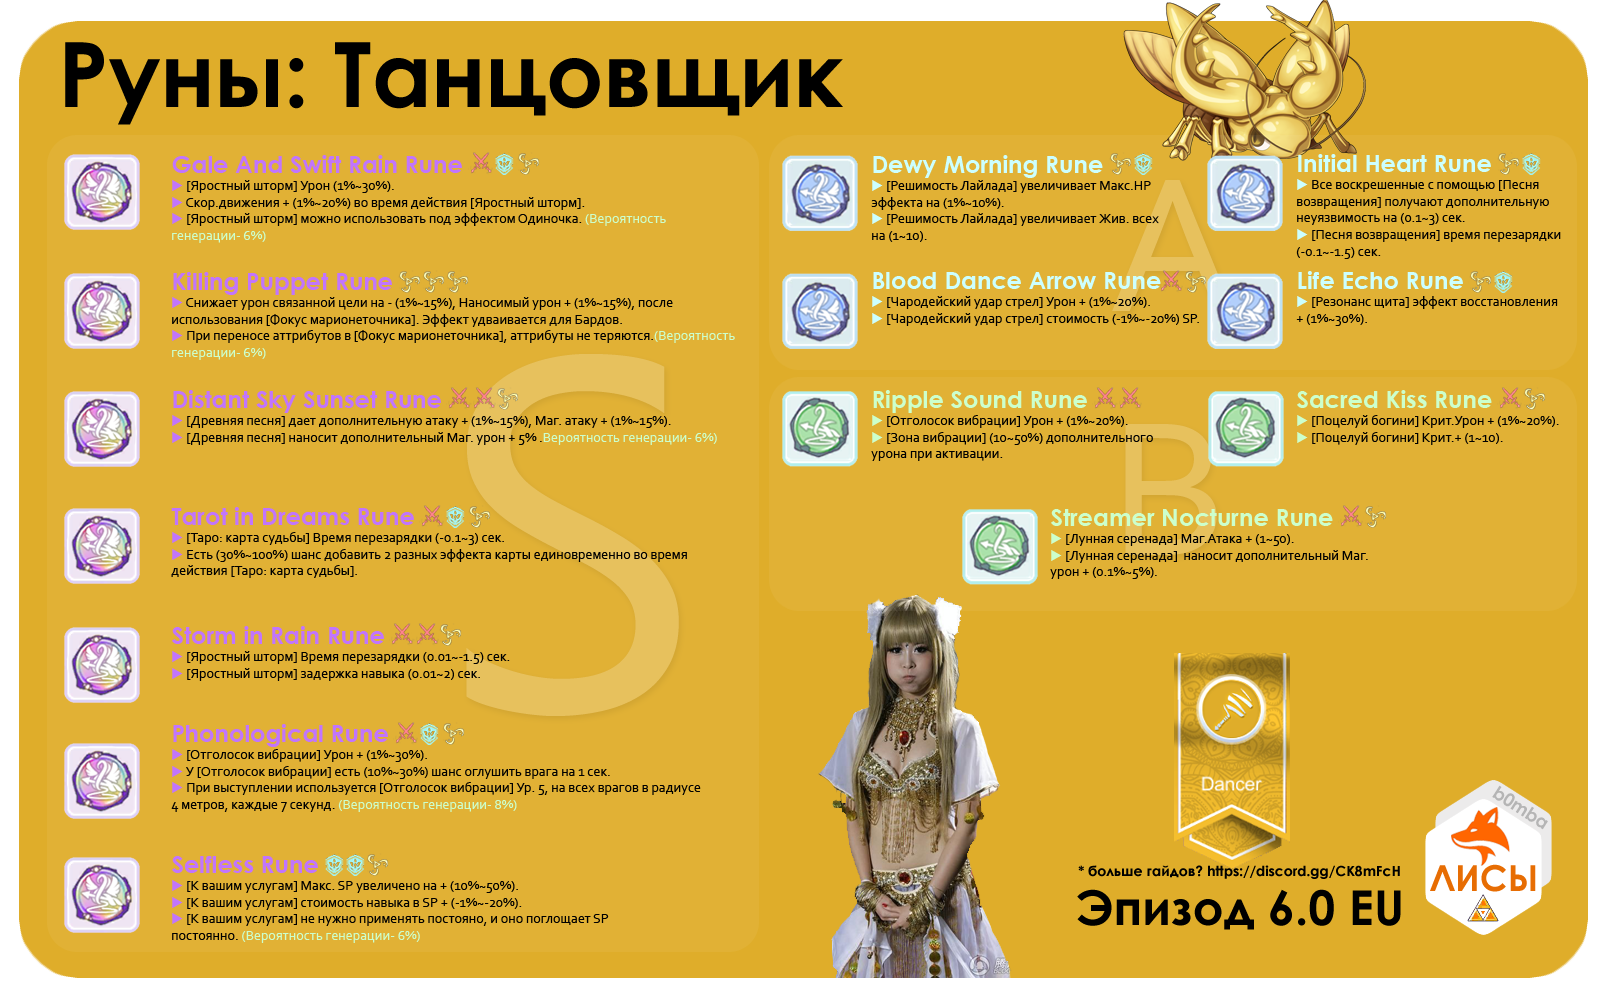 Руны: Танцовщик
Gale And Swift Rain Rune
[Яростный шторм] Урон (1%~30%).
Скор.движения + (1%~20%) во время действия [Яростный шторм].
[Яростный шторм] можно использовать под эффектом Одиночка. (Вероятность
генерации- 6%)
Killing Puppet Rune
Снижает урон связанной цели на - (1%~15%), Наносимый урон + (1%~15%), после
использования [Фокус марионеточника]. Эффект удваивается для Бардов.
При переносе аттрибутов в [Фокус марионеточника], аттрибуты не теряются.(Вероятность
генерации- 6%)
Distant Sky Sunset Rune
[Древняя песня] дает дополнительную атаку + (1%~15%), Маг. атаку + (1%~15%).
[Древняя песня] наносит дополнительный Маг. урон + 5% .Вероятность генерации- 6%)
Tarot in Dreams Rune
[Таро: карта судьбы] Время перезарядки (-0.1~3) сек.
Есть (30%~100%) шанс добавить 2 разных эффекта карты единовременно во время
действия [Таро: карта судьбы].
Storm in Rain Rune
[Яростный шторм] Время перезарядки (0.01~-1.5) сек.
[Яростный шторм] задержка навыка (0.01~2) сек.
Phonological Rune
[Отголосок вибрации] Урон + (1%~30%).
У [Отголосок вибрации] есть (10%~30%) шанс оглушить врага на 1 сек.
При выступлении используется [Отголосок вибрации] Ур. 5, на всех врагов в радиусе
4 метров, каждые 7 секунд. (Вероятность генерации- 8%)
Selfless Rune
[К вашим услугам] Макс. SP увеличено на + (10%~50%).
[К вашим услугам] стоимость навыка в SP + (-1%~-20%).
[К вашим услугам] не нужно применять постояно, и оно поглощает SP
постоянно. (Вероятность генерации- 6%)
S
Dewy Morning Rune
[Решимость Лайлада] увеличивает Макс.HP
эффекта на (1%~10%).
[Решимость Лайлада] увеличивает Жив. всех
на (1~10).
Initial Heart Rune
Все воскрешенные с помощью [Песня
возвращения] получают дополнительную
неуязвимость на (0.1~3) сек.
[Песня возвращения] время перезарядки
(-0.1~-1.5) сек.
A
Blood Dance Arrow Rune
[Чародейский удар стрел] Урон + (1%~20%).
[Чародейский удар стрел] стоимость (-1%~-20%) SP.
Life Echo Rune
[Резонанс щита] эффект восстановления
+ (1%~30%).
Ripple Sound Rune
[Отголосок вибрации] Урон + (1%~20%).
[Зона вибрации] (10~50%) дополнительного
урона при активации.
Sacred Kiss Rune
[Поцелуй богини] Крит.Урон + (1%~20%).
[Поцелуй богини] Крит.+ (1~10).
B
Streamer Nocturne Rune
[Лунная серенада] Маг.Атака + (1~50).
[Лунная серенада] наносит дополнительный Маг.
урон + (0.1%~5%).
Dancer
* больше гайдов? https://discord.gg/CK8mFcH
Эпизод 6.0 EU
b0mba
ЛИСЫ